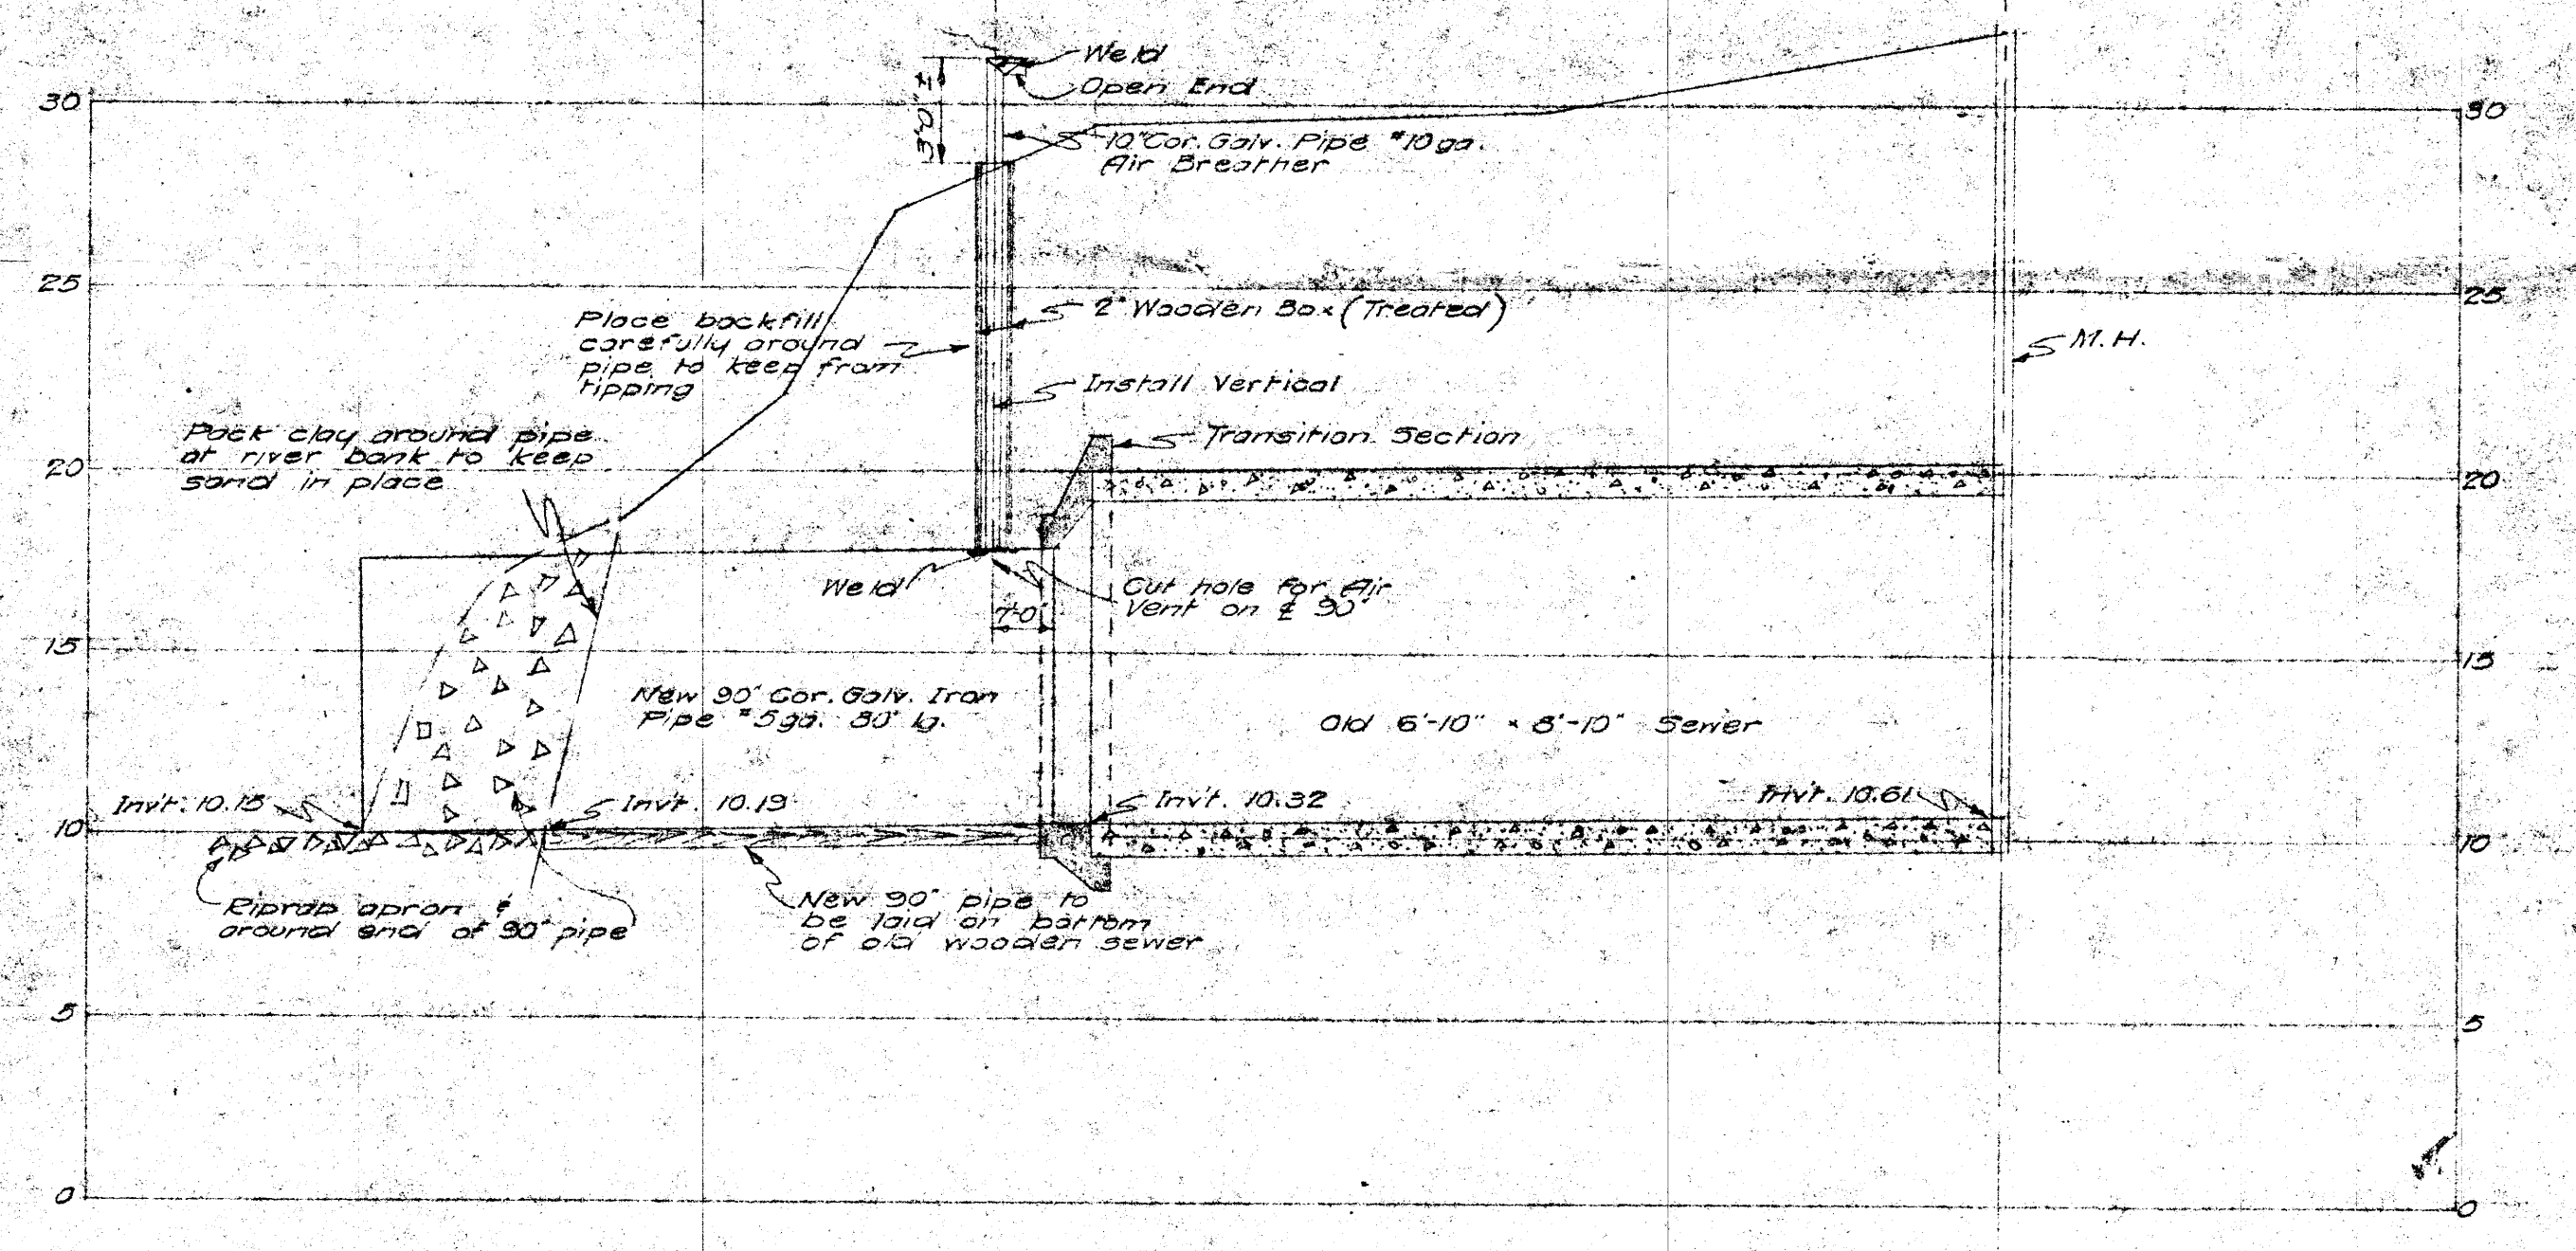 Weld
Open End
30
30
3'-0" ±
10" Cor. Galv. Pipe #10 ga.
Air Breather
25
25
2" Wooden Box (Treated)
Place backfill
carefully around
pipe to keep from
tipping
M.H.
Install Vertical
Pack clay around pipe
at river bank to keep
sand in place
Transition Section
20
20
Weld
Cut hole for Air
Vent on ℄ 90"
7'-0"
15
15
New 90" Cor. Galv. Iron
Pipe #5 ga. 80' lg.
Old 6'-10" x 8'-10" Sewer
Inv't. 10.15
Inv't. 10.19
Inv't. 10.32
Inv't. 10.61
10
10
Riprap apron &
around end of 90" pipe
New 90" pipe to
be laid on bottom
of old wooden sewer
5
5
0
0